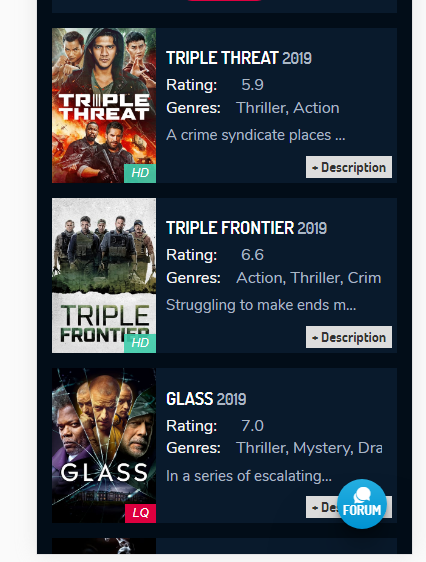 TRIPLE THREAT 2019
Rating: 5.9
Genres: Thriller, Action
A crime syndicate places ...
+ Description
TRIPLE
THREAT
HD
TRIPLE FRONTIER 2019
Rating: 6.6
Genres: Action, Thriller, Crim
Struggling to make ends m...
+ Description
TRIPLE
FRONTIER
HD
GLASS 2019
Rating: 7.0
Genres: Thriller, Mystery, Dra
In a series of escalating...
+ Des
FORUM
GLASS
LQ